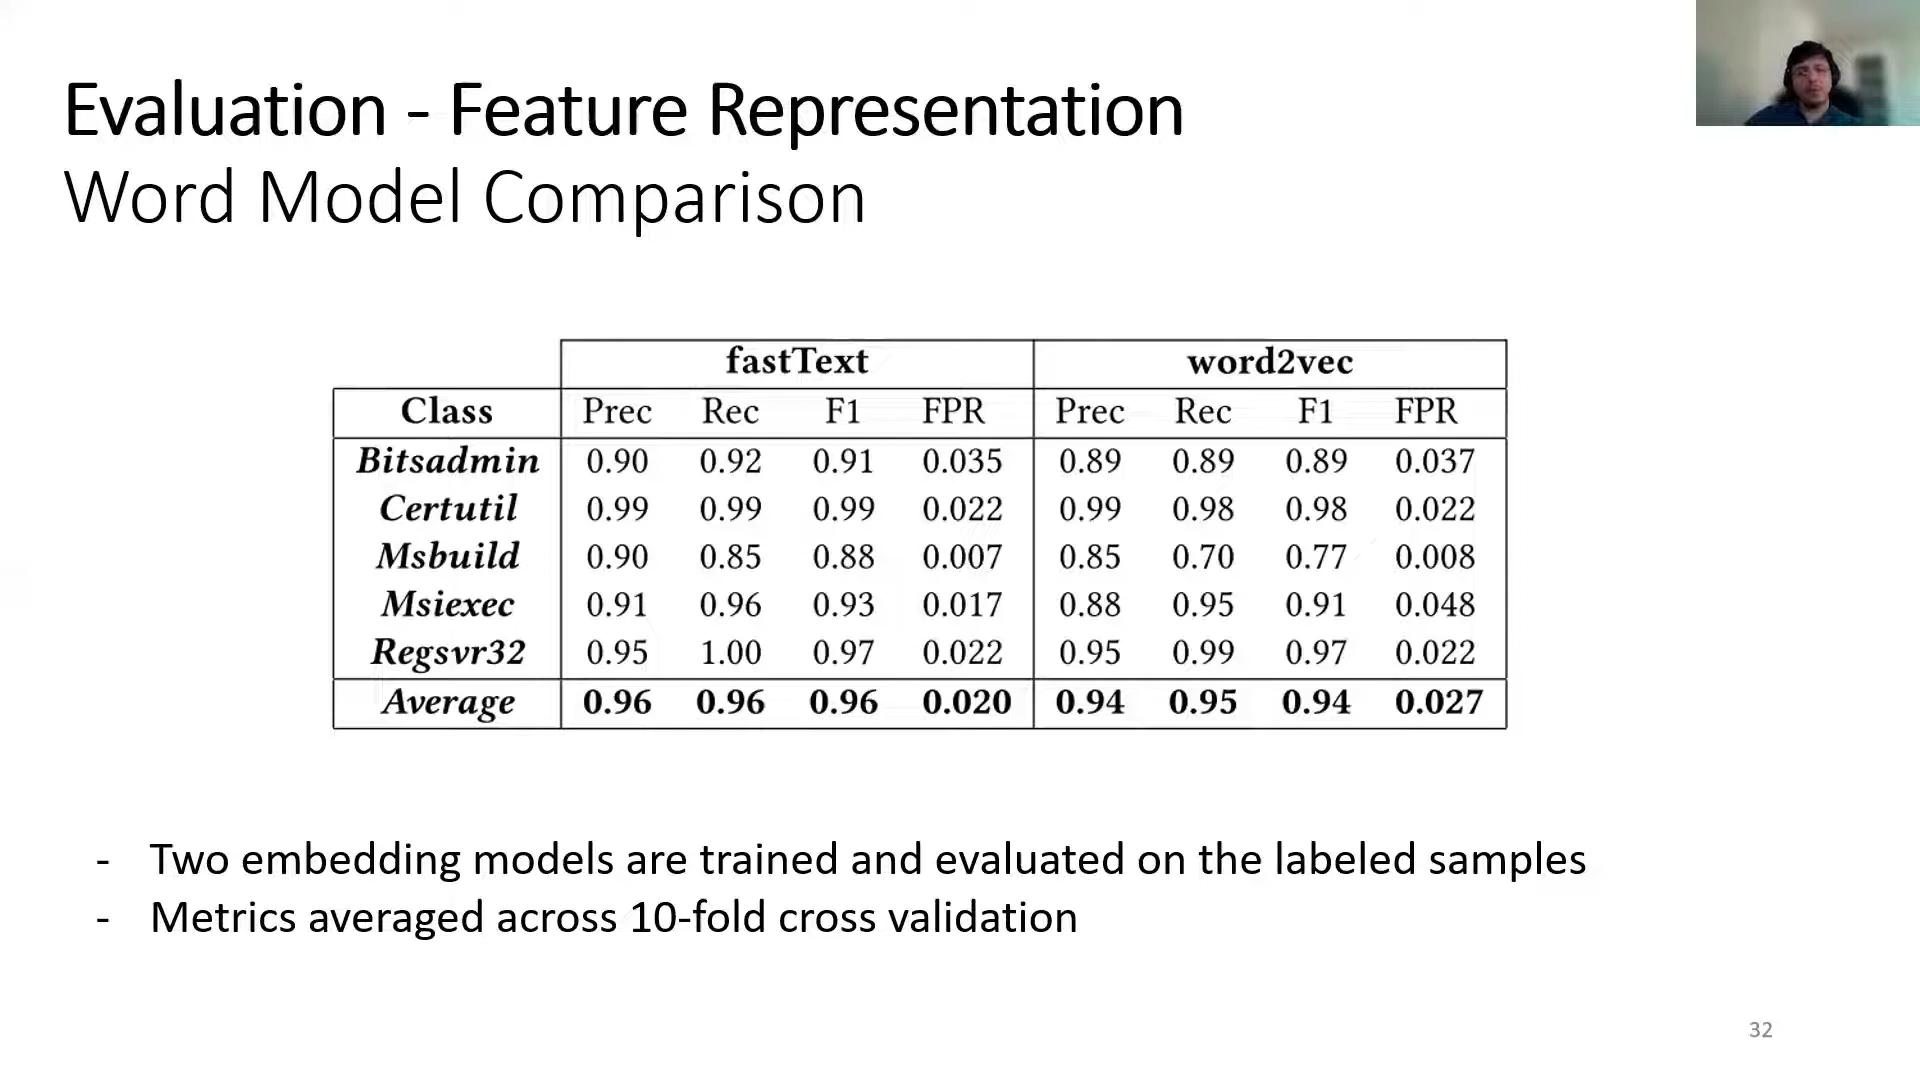 Evaluation - Feature Representation
Word Model Comparison
fastText word2vec
Class Prec Rec F1 FPR Prec Rec F1 FPR
Bitsadmin 0.90 0.92 0.91 0.035 0.89 0.89 0.89 0.037
Certutil 0.99 0.99 0.99 0.022 0.99 0.98 0.98 0.022
Msbuild 0.90 0.85 0.88 0.007 0.85 0.70 0.77 0.008
Msiexec 0.91 0.96 0.93 0.017 0.88 0.95 0.91 0.048
Regsvr32 0.95 1.00 0.97 0.022 0.95 0.99 0.97 0.022
Average 0.96 0.96 0.96 0.020 0.94 0.95 0.94 0.027
- Two embedding models are trained and evaluated on the labeled samples
- Metrics averaged across 10-fold cross validation
32